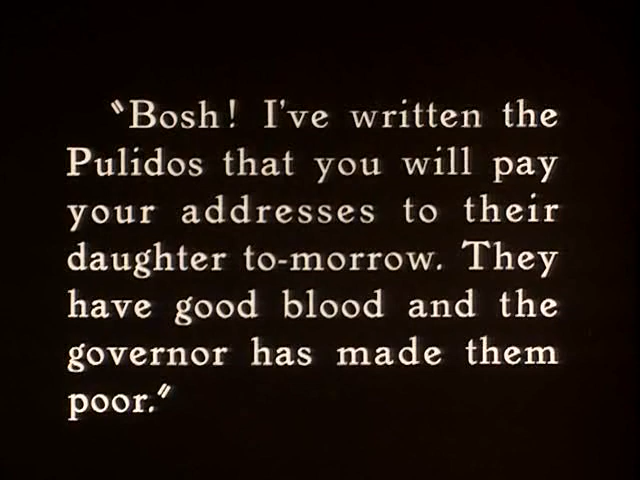 "Bosh! I've written the
Pulidos that you will pay
your addresses to their
daughter to-morrow. They
have good blood and the
governor has made them
poor."